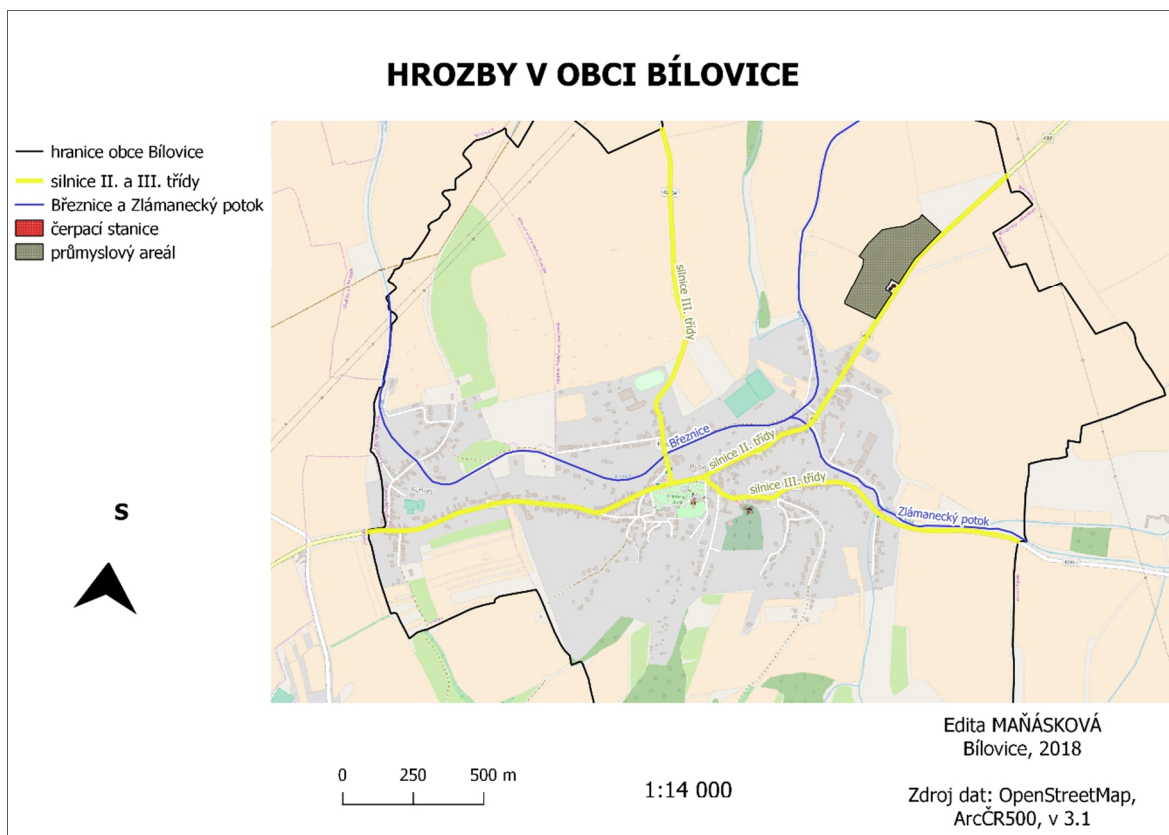 HROZBY V OBCI BÍLOVICE
hranice obce Bílovice
silnice II. a III. třídy
Březnice a Zlámanecký potok
čerpací stanice
průmyslový areál
silnice III. třídy
Březnice
silnice II. třídy
silnice III. třídy
Zlámanecký potok
S
0 250 500 m
1:14 000
Edita MAŇÁSKOVÁ
Bílovice, 2018
Zdroj dat: OpenStreetMap,
ArcČR500, v 3.1